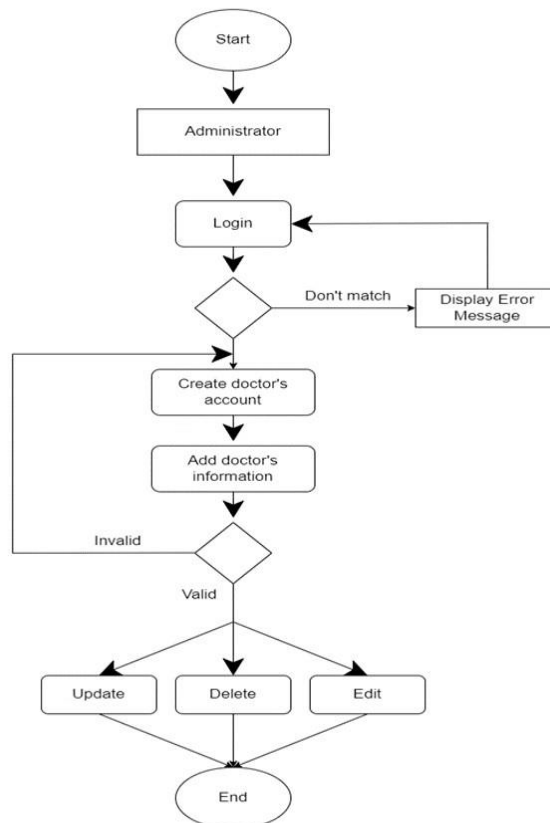 Start
Administrator
Login
Don't match
Display Error
Message
Create doctor's
account
Add doctor's
information
Invalid
Valid
Update
Delete
Edit
End